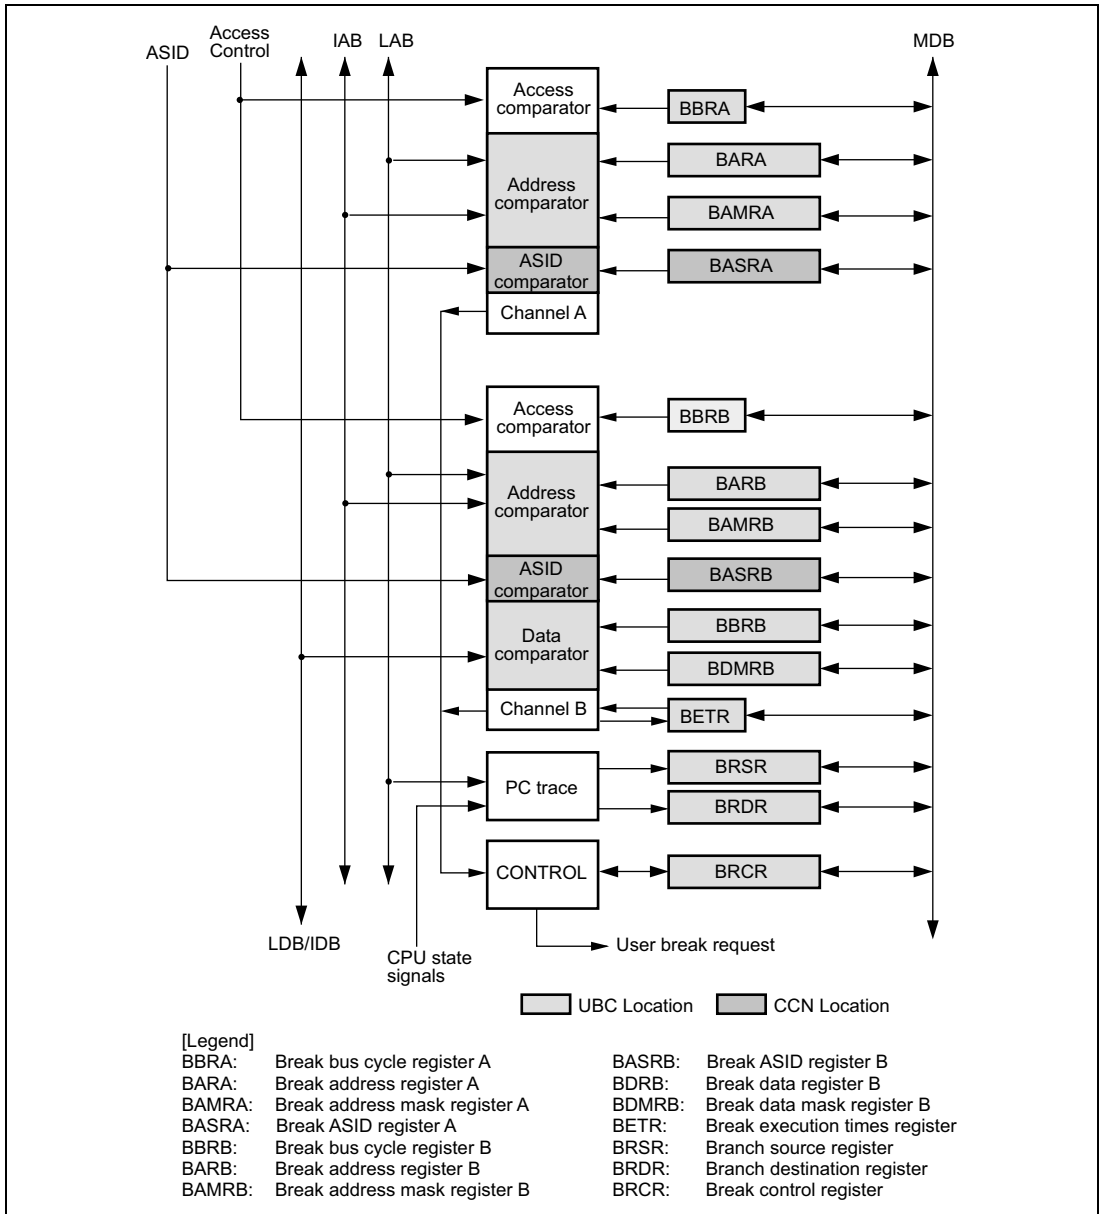 ASID
Access
Control
IAB
LAB
MDB
Access
comparator
BBRA
Address
comparator
BARA
BAMRA
ASID
comparator
BASRA
Channel A
Access
comparator
BBRB
Address
comparator
BARB
BAMRB
ASID
comparator
BASRB
Data
comparator
BBRB
BDMRB
Channel B
BETR
PC trace
BRSR
BRDR
CONTROL
BRCR
LDB/IDB
CPU state
signals
User break request
UBC Location
CCN Location
[Legend]
BBRA: Break bus cycle register A
BARA: Break address register A
BAMRA: Break address mask register A
BASRA: Break ASID register A
BBRB: Break bus cycle register B
BARB: Break address register B
BAMRB: Break address mask register B
BASRB: Break ASID register B
BDRB: Break data register B
BDMRB: Break data mask register B
BETR: Break execution times register
BRSR: Branch source register
BRDR: Branch destination register
BRCR: Break control register